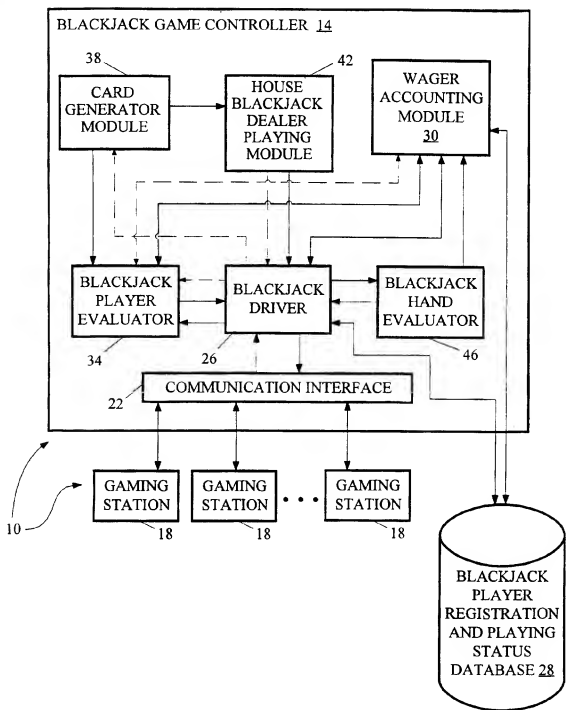 BLACKJACK GAME CONTROLLER 14
38
CARD
GENERATOR
MODULE
42
HOUSE
BLACKJACK
DEALER
PLAYING
MODULE
WAGER
ACCOUNTING
MODULE
30
BLACKJACK
PLAYER
EVALUATOR
34
BLACKJACK
DRIVER
26
BLACKJACK
HAND
EVALUATOR
46
22
COMMUNICATION INTERFACE
GAMING
STATION
18
GAMING
STATION
18
GAMING
STATION
18
10
BLACKJACK
PLAYER
REGISTRATION
AND PLAYING
STATUS
DATABASE 28